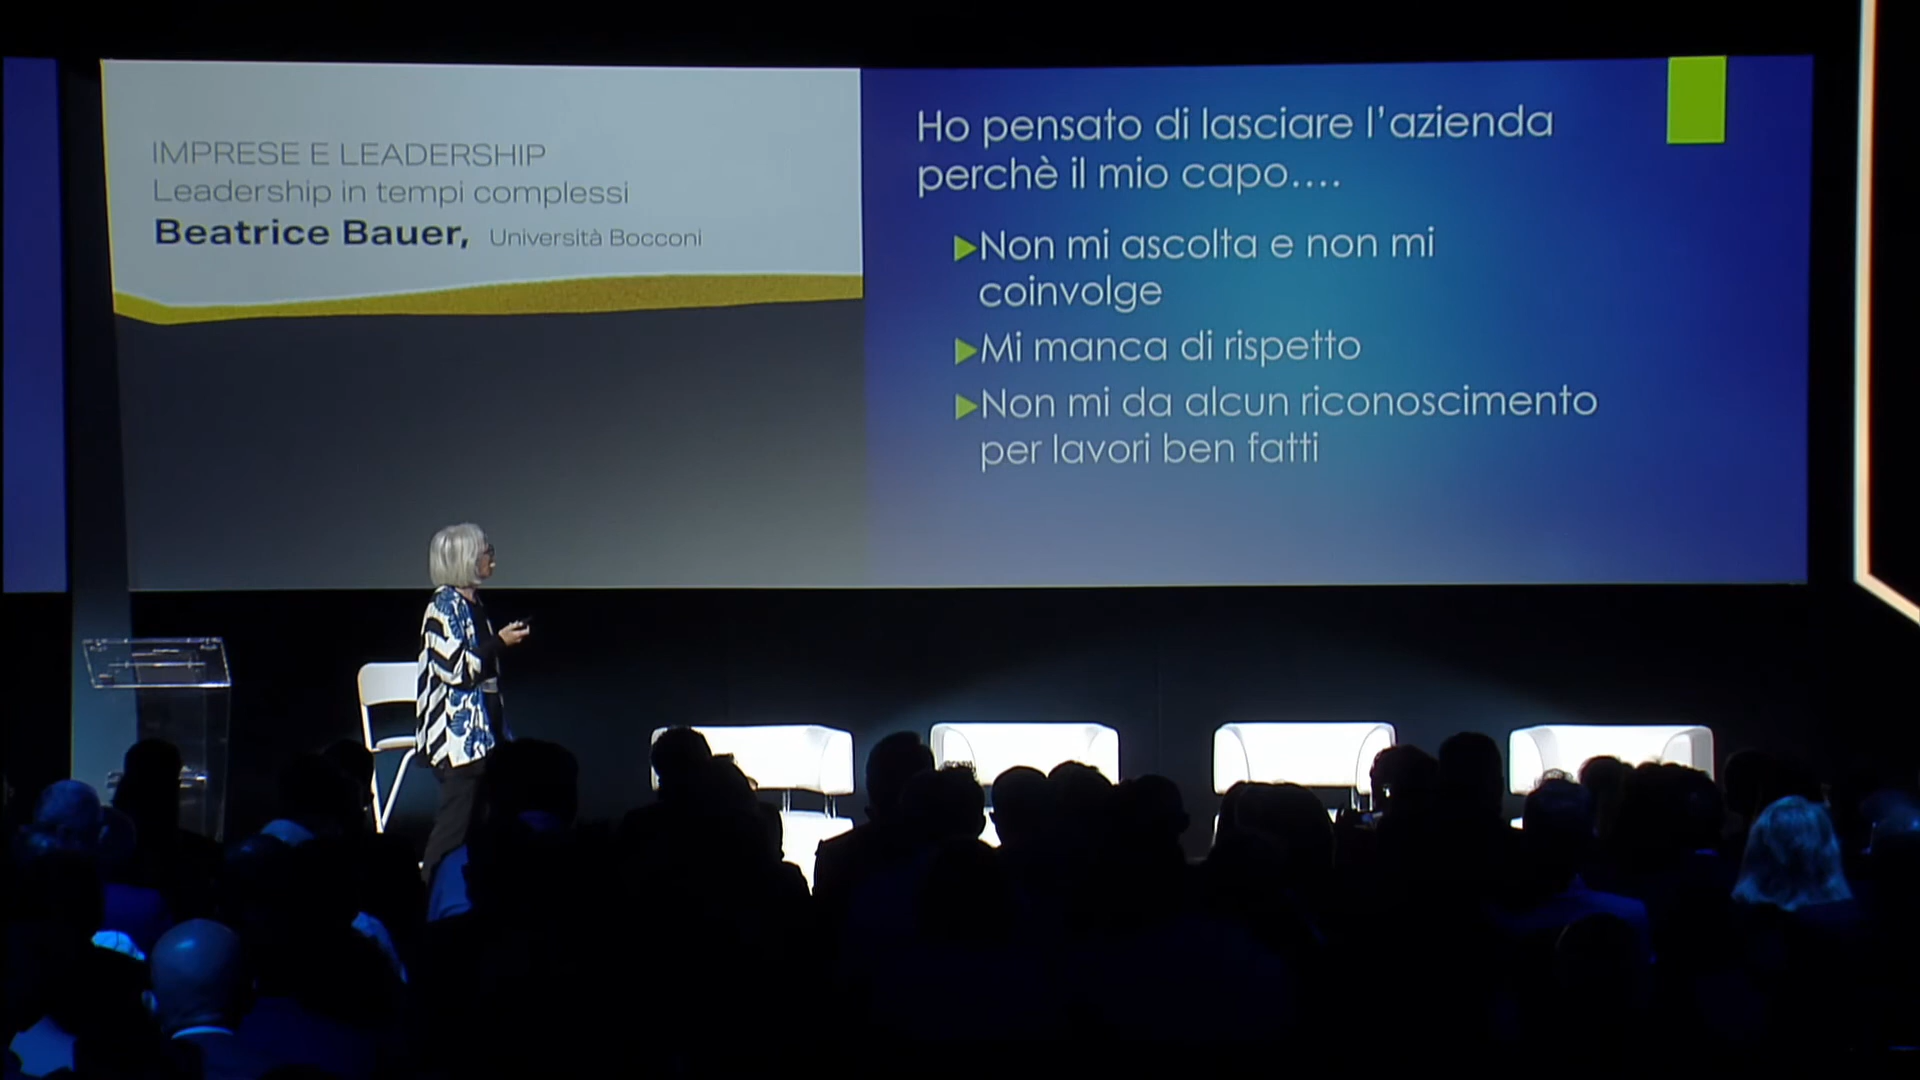 IMPRESE E LEADERSHIP
Leadership in tempi complessi
Beatrice Bauer, Università Bocconi
Ho pensato di lasciare l'azienda
perchè il mio capo....
Non mi ascolta e non mi
coinvolge
Mi manca di rispetto
Non mi da alcun riconoscimento
per lavori ben fatti